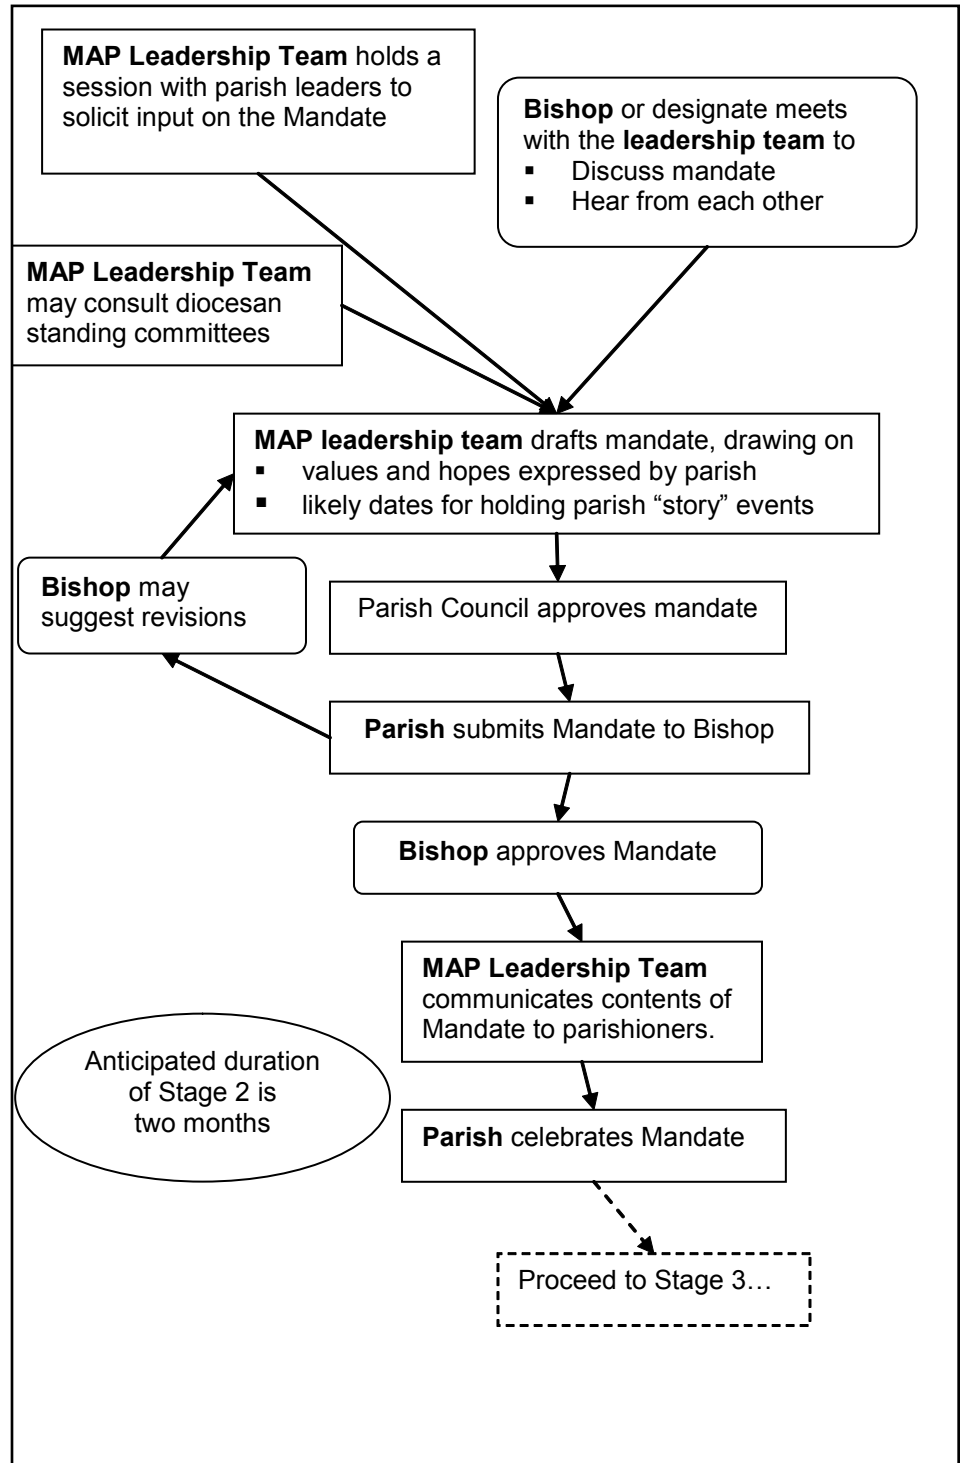 MAP Leadership Team holds a
session with parish leaders to
solicit input on the Mandate
Bishop or designate meets
with the leadership team to
▪ Discuss mandate
▪ Hear from each other
MAP Leadership Team
may consult diocesan
standing committees
MAP leadership team drafts mandate, drawing on
▪ values and hopes expressed by parish
▪ likely dates for holding parish “story” events
Bishop may
suggest revisions
Parish Council approves mandate
Parish submits Mandate to Bishop
Bishop approves Mandate
MAP Leadership Team
communicates contents of
Mandate to parishioners.
Anticipated duration
of Stage 2 is
two months
Parish celebrates Mandate
Proceed to Stage 3…